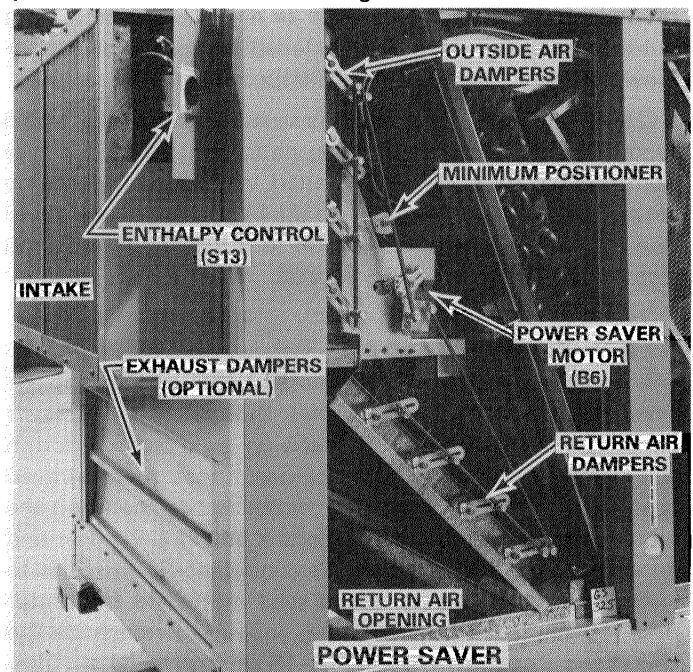 OUTSIDE AIR
DAMPERS
MINIMUM POSITIONER
ENTHALPY CONTROL
(S13)
INTAKE
POWER SAVER
MOTOR
(B6)
EXHAUST DAMPERS
(OPTIONAL)
RETURN AIR
DAMPERS
RETURN AIR
OPENING
POWER SAVER